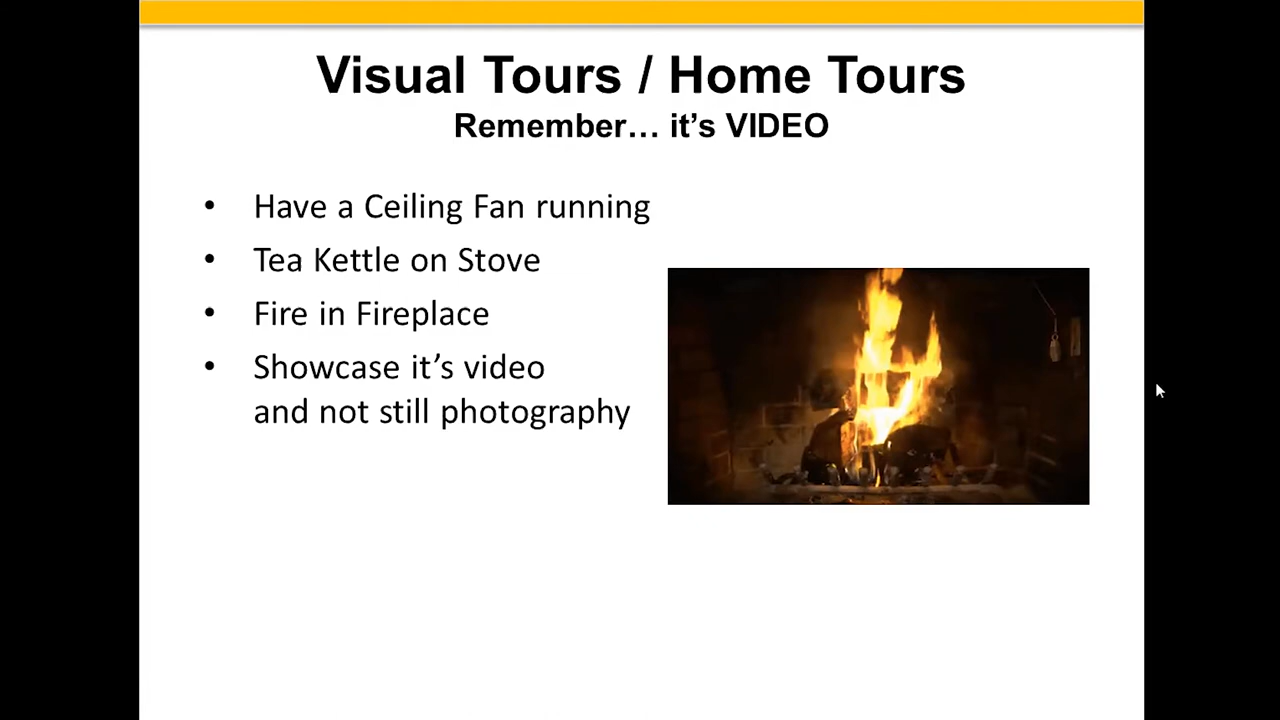 Visual Tours / Home Tours
Remember… it’s VIDEO
• Have a Ceiling Fan running
• Tea Kettle on Stove
• Fire in Fireplace
• Showcase it’s video
and not still photography